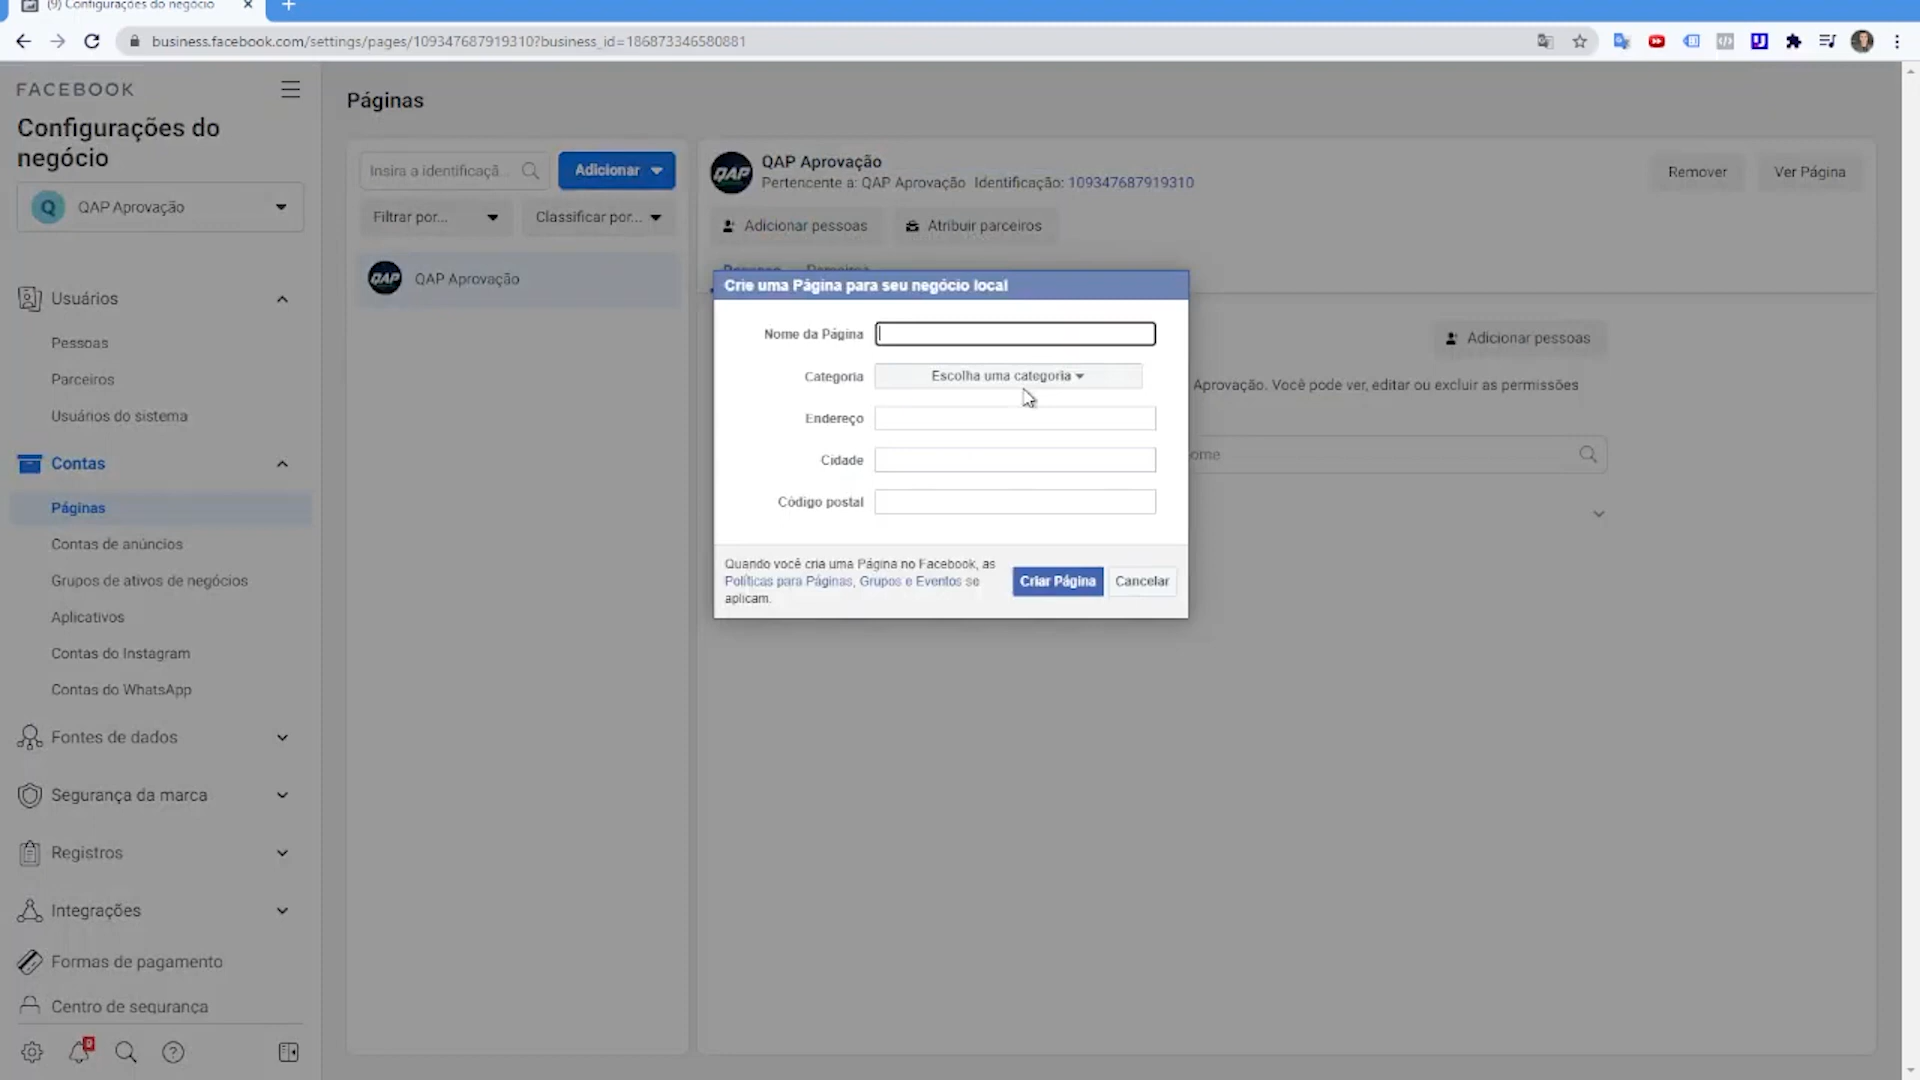 (9) Configurações do negócio
business.facebook.com/settings/pages/109347687919310?business_id=186873346580881
FACEBOOK
Configurações do
negócio
Q
QAP Aprovação
Usuários
Pessoas
Parceiros
Usuários do sistema
Contas
Páginas
Contas de anúncios
Grupos de ativos de negócios
Aplicativos
Contas do Instagram
Contas do WhatsApp
Fontes de dados
Segurança da marca
Registros
Integrações
Formas de pagamento
Centro de segurança
Páginas
Insira a identificaçã...
Adicionar
Filtrar por...
Classificar por...
QAP
QAP Aprovação
QAP
QAP Aprovação
Pertencente a: QAP Aprovação Identificação: 109347687919310
Remover
Ver Página
Adicionar pessoas
Atribuir parceiros
Pessoas
Parceiros
Adicionar pessoas
Aprovação. Você pode ver, editar ou excluir as permissões
ome
Crie uma Página para seu negócio local
Nome da Página
Categoria
Escolha uma categoria
Endereço
Cidade
Código postal
Quando você cria uma Página no Facebook, as
Políticas para Páginas, Grupos e Eventos se
aplicam.
Criar Página
Cancelar